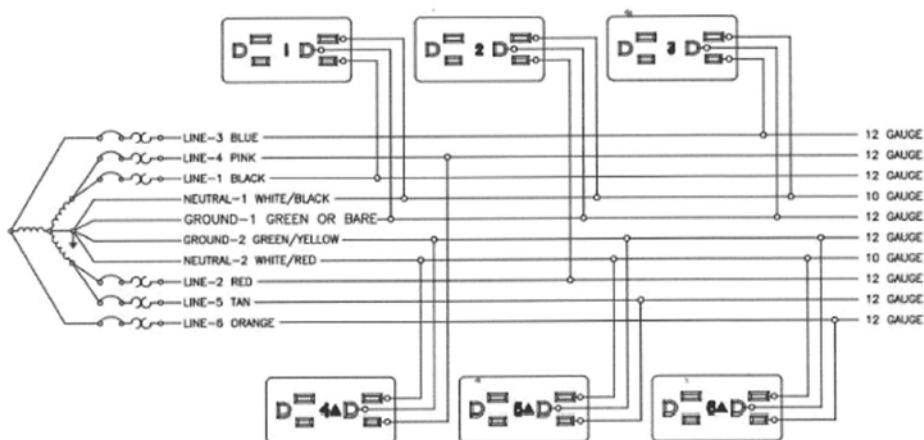 1 2 3
LINE-3 BLUE 12 GAUGE
LINE-4 PINK 12 GAUGE
LINE-1 BLACK 12 GAUGE
NEUTRAL-1 WHITE/BLACK 10 GAUGE
GROUND-1 GREEN OR BARE 12 GAUGE
GROUND-2 GREEN/YELLOW 12 GAUGE
NEUTRAL-2 WHITE/RED 10 GAUGE
LINE-2 RED 12 GAUGE
LINE-5 TAN 12 GAUGE
LINE-6 ORANGE 12 GAUGE
4▲ 5▲ 6▲